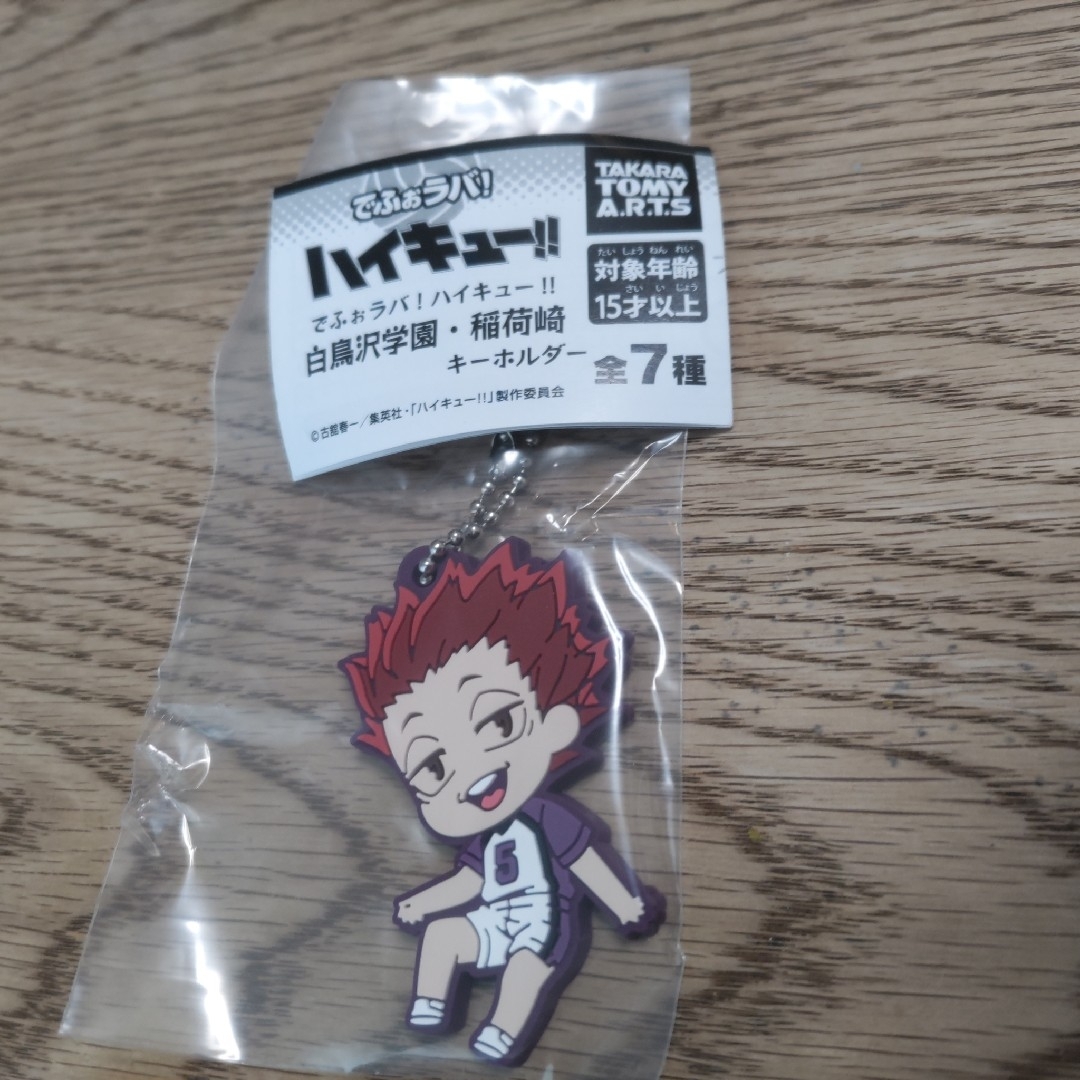 でふぉラバ!
ハイキュー!!
でふぉラバ!ハイキュー!!
白鳥沢学園・稲荷崎
キーホルダー
©古舘春一/集英社・「ハイキュー!!」製作委員会
TAKARA
TOMY
A.R.T.S
たいしょうねんれい
対象年齢
さいいじょう
15才以上
全7種
5